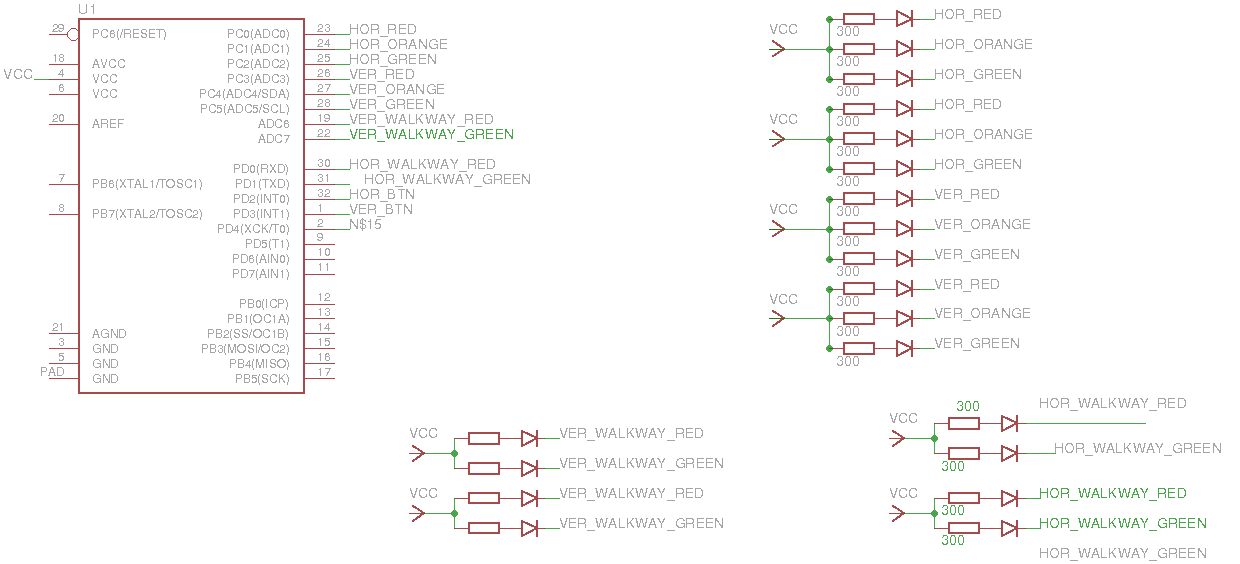 U1
29 PC6(/RESET) PC0(ADC0) 23 HOR_RED
PC1(ADC1) 24 HOR_ORANGE
18 AVCC PC2(ADC2) 25 HOR_GREEN
VCC 4 VCC PC3(ADC3) 26 VER_RED
6 VCC PC4(ADC4/SDA) 27 VER_ORANGE
PC5(ADC5/SCL) 28 VER_GREEN
20 AREF ADC6 19 VER_WALKWAY_RED
ADC7 22 VER_WALKWAY_GREEN
PD0(RXD) 30 HOR_WALKWAY_RED
7 PB6(XTAL1/TOSC1) PD1(TXD) 31 HOR_WALKWAY_GREEN
PD2(INT0) 32 HOR_BTN
8 PB7(XTAL2/TOSC2) PD3(INT1) 1 VER_BTN
PD4(XCK/T0) 2 N$15
PD5(T1) 9
PD6(AIN0) 10
PD7(AIN1) 11
PB0(ICP) 12
PB1(OC1A) 13
21 AGND PB2(SS/OC1B) 14
3 GND PB3(MOSI/OC2) 15
5 GND PB4(MISO) 16
PAD GND PB5(SCK) 17
HOR_RED
300
VCC HOR_ORANGE
300
HOR_GREEN
300
HOR_RED
300
VCC HOR_ORANGE
300
HOR_GREEN
300
VER_RED
300
VCC VER_ORANGE
300
VER_GREEN
300
VER_RED
300
VCC VER_ORANGE
300
VER_GREEN
300
VCC VER_WALKWAY_RED
VER_WALKWAY_GREEN
VCC VER_WALKWAY_RED
VER_WALKWAY_GREEN
300 HOR_WALKWAY_RED
VCC
HOR_WALKWAY_GREEN
300
VCC HOR_WALKWAY_RED
300
HOR_WALKWAY_GREEN
300
HOR_WALKWAY_GREEN